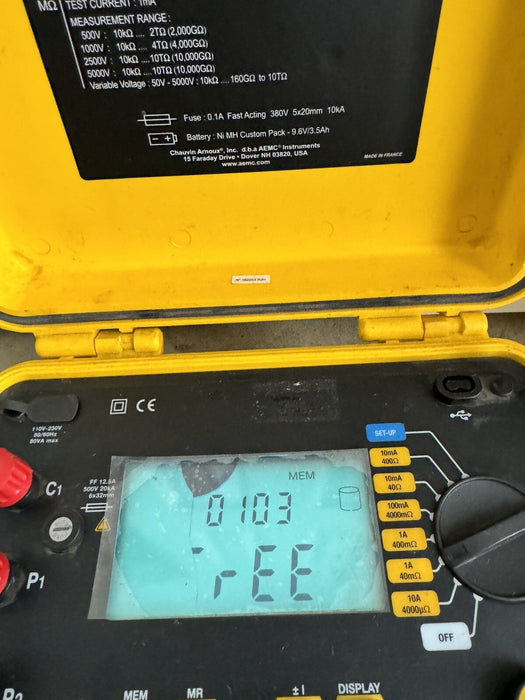 MΩ TEST CURRENT : 1mA
MEASUREMENT RANGE :
500V : 10kΩ .... 2TΩ (2,000GΩ)
1000V : 10kΩ .... 4TΩ (4,000GΩ)
2500V : 10kΩ ....10TΩ (10,000GΩ)
5000V : 10kΩ ....10TΩ (10,000GΩ)
Variable Voltage : 50V - 5000V : 10kΩ ....160GΩ to 10TΩ
Fuse : 0.1A Fast Acting 380V 5x20mm 10kA
Battery : Ni MH Custom Pack - 9.6V/3.5Ah
Chauvin Arnoux®, Inc. d.b.a AEMC® Instruments
15 Faraday Drive • Dover NH 03820, USA
www.aemc.com
MADE IN FRANCE
110V-230V
50/60Hz
80VA max
CE
SET-UP
10mA
400Ω
10mA
40Ω
100mA
4000mΩ
1A
400mΩ
1A
40mΩ
10A
4000µΩ
OFF
C1
FF 12.5A
500V 20kA
6x32mm
P1
MEM
0103
rEE
P2
MEM
MR
± I
DISPLAY